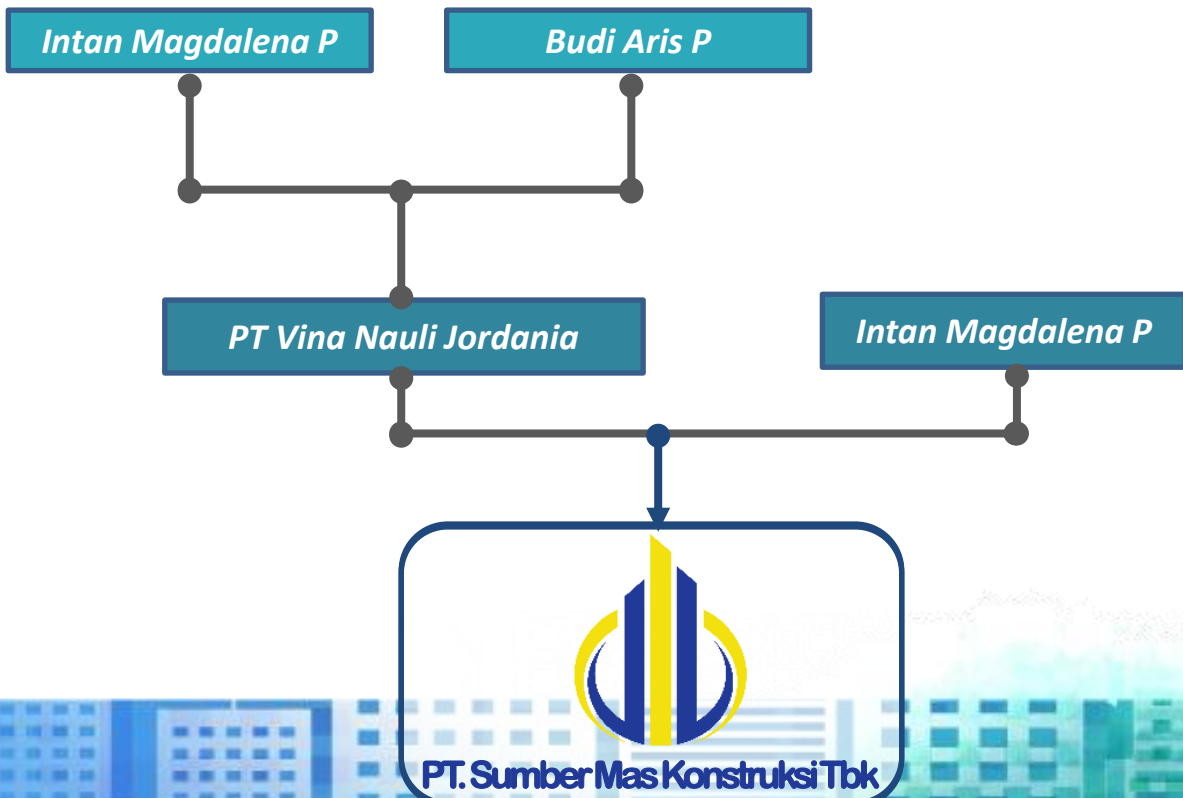 Intan Magdalena P
Budi Aris P
PT Vina Nauli Jordania
Intan Magdalena P
PT. Sumber Mas Konstruksi Tbk